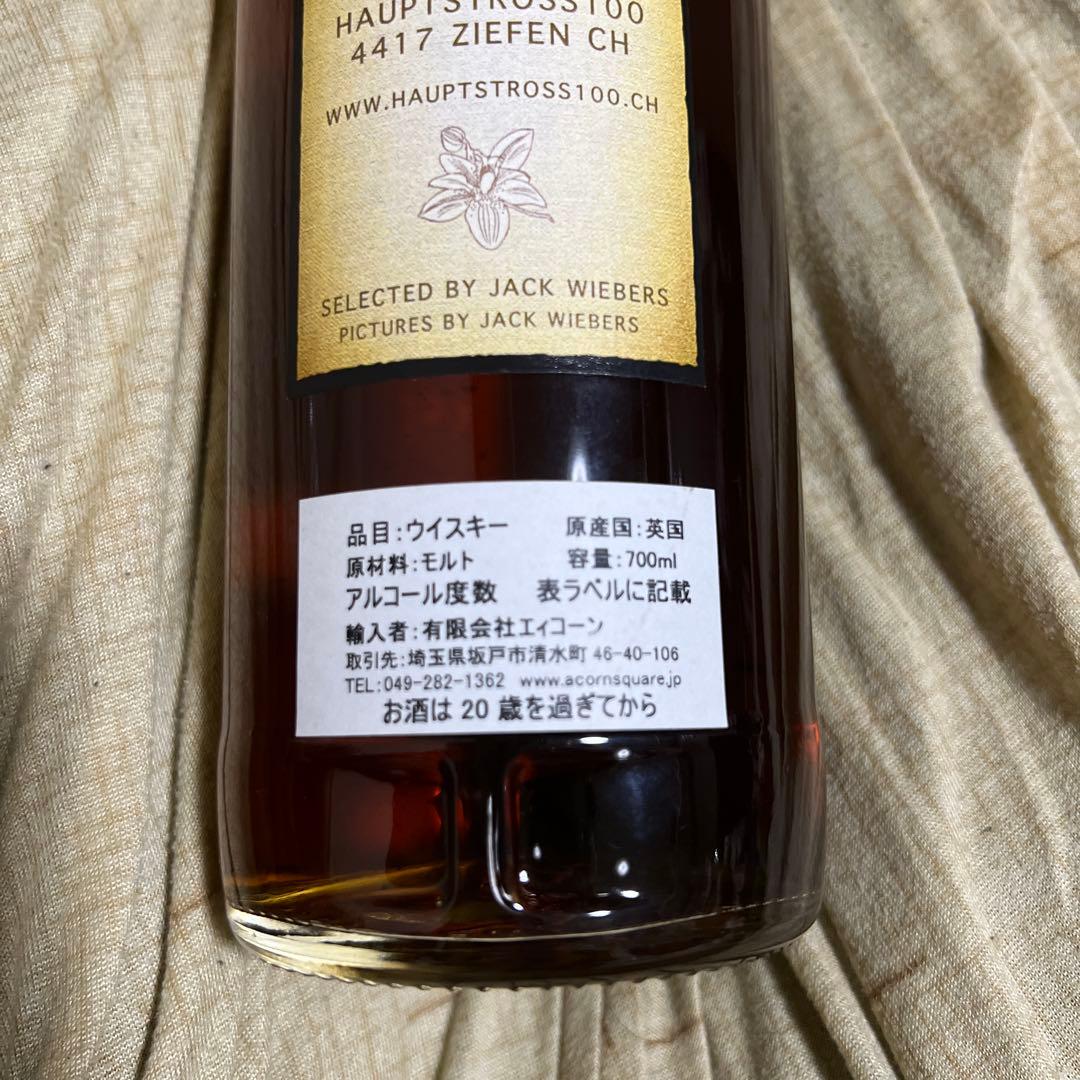 HAUPTSTROSS100
4417 ZIEFEN CH
WWW.HAUPTSTROSS100.CH
SELECTED BY JACK WIEBERS
PICTURES BY JACK WIEBERS
品目:ウイスキー 原産国:英国
原材料:モルト 容量:700ml
アルコール度数 表ラベルに記載
輸入者:有限会社エィコーン
取引先:埼玉県坂戸市清水町 46-40-106
TEL:049-282-1362 www.acornsquare.jp
お酒は 20 歳を過ぎてから